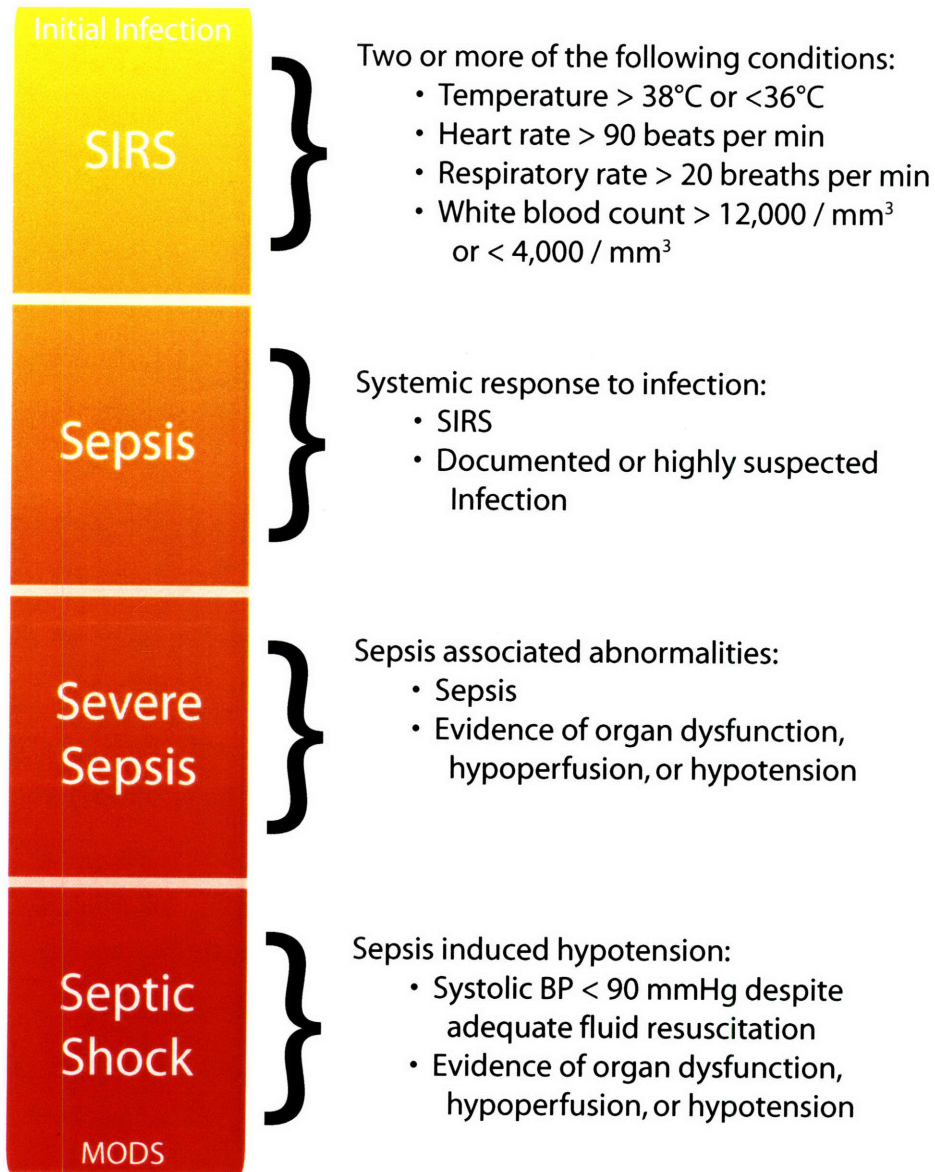 Initial Infection
SIRS
Two or more of the following conditions:
• Temperature > 38°C or <36°C
• Heart rate > 90 beats per min
• Respiratory rate > 20 breaths per min
• White blood count > 12,000 / mm³
or < 4,000 / mm³
Sepsis
Systemic response to infection:
• SIRS
• Documented or highly suspected
Infection
Severe
Sepsis
Sepsis associated abnormalities:
• Sepsis
• Evidence of organ dysfunction,
hypoperfusion, or hypotension
Septic
Shock
MODS
Sepsis induced hypotension:
• Systolic BP < 90 mmHg despite
adequate fluid resuscitation
• Evidence of organ dysfunction,
hypoperfusion, or hypotension